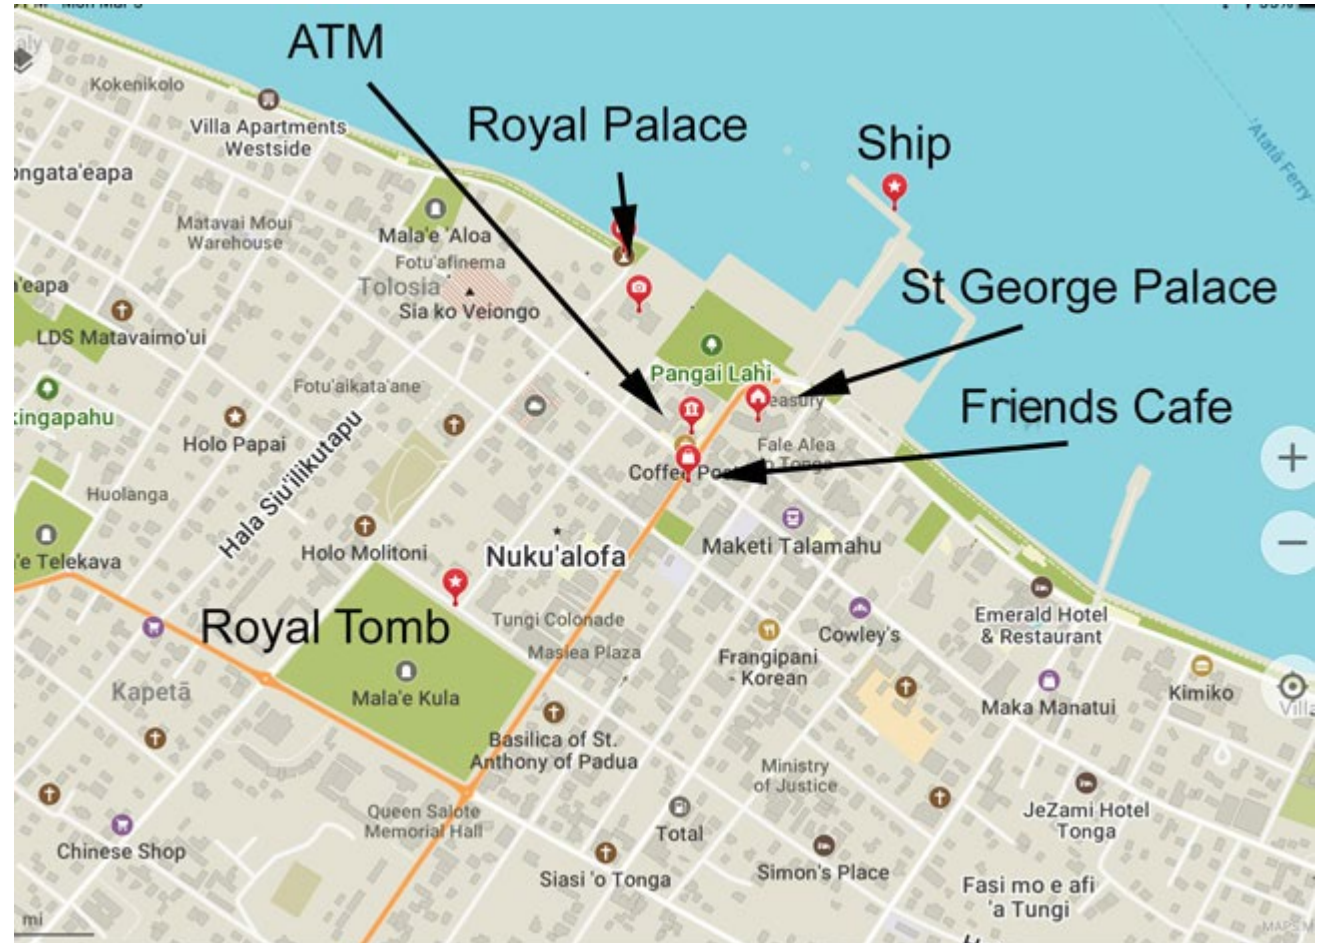 ATM
Kokenikolo
Royal Palace
Villa Apartments
Westside
Ship
'Atatā Ferry
ongata'eapa
Matavai Moui
Warehouse
Mala'e 'Aloa
Fotu'afinema
Tolosia
Sia ko Veiongo
a'eapa
St George Palace
LDS Matavaimo'ui
Pangai Lahi
Fotu'aikata'ane
easury
Friends Cafe
kingapahu
Holo Papai
Hala Siu'ilikutapu
Fale Alea
Coffee Post
Huolanga
Holo Molitoni
Nuku'alofa
Maketi Talamahu
'e Telekava
Emerald Hotel
& Restaurant
Royal Tomb
Tungi Colonade
Cowley's
Maslea Plaza
Frangipani
- Korean
Kapetā
Mala'e Kula
Maka Manatui
Kimiko
Villa
Basilica of St.
Anthony of Padua
Ministry
of Justice
Queen Salote
Memorial Hall
Total
JeZami Hotel
Tonga
Chinese Shop
Siasi 'o Tonga
Simon's Place
Fasi mo e afi
'a Tungi
mi